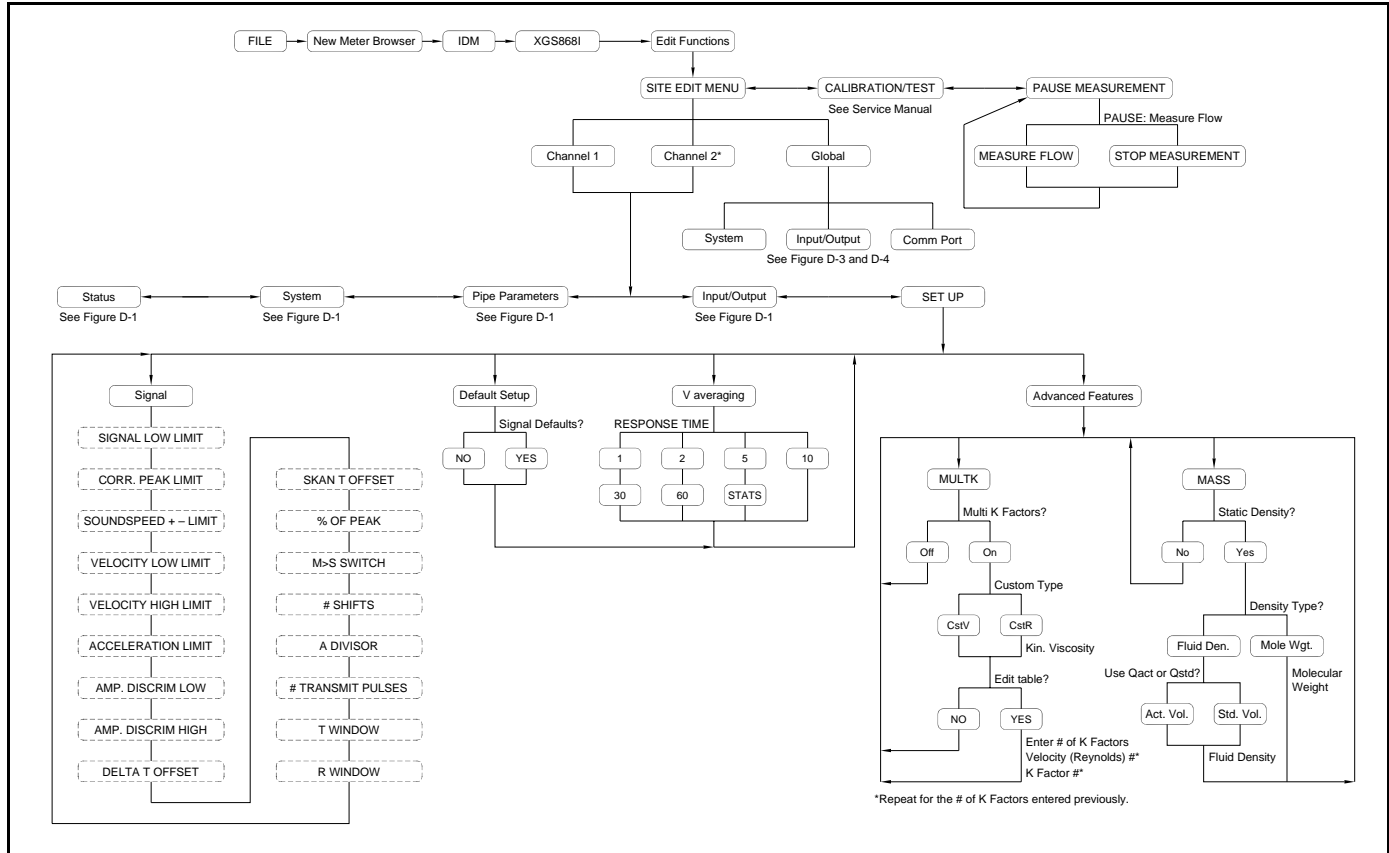 FILE
New Meter Browser
IDM
XGS868I
Edit Functions
SITE EDIT MENU
CALIBRATION/TEST
PAUSE MEASUREMENT
See Service Manual
PAUSE: Measure Flow
Channel 1
Channel 2*
Global
MEASURE FLOW
STOP MEASUREMENT
System
Input/Output
Comm Port
See Figure D-3 and D-4
Status
System
Pipe Parameters
Input/Output
SET UP
See Figure D-1
See Figure D-1
See Figure D-1
See Figure D-1
Signal
Default Setup
V averaging
Advanced Features
SIGNAL LOW LIMIT
CORR. PEAK LIMIT
SOUNDSPEED + – LIMIT
VELOCITY LOW LIMIT
VELOCITY HIGH LIMIT
ACCELERATION LIMIT
AMP. DISCRIM LOW
AMP. DISCRIM HIGH
DELTA T OFFSET
SKAN T OFFSET
% OF PEAK
M>S SWITCH
# SHIFTS
A DIVISOR
# TRANSMIT PULSES
T WINDOW
R WINDOW
Signal Defaults?
NO
YES
RESPONSE TIME
1
2
5
10
30
60
STATS
MULTK
Multi K Factors?
Off
On
Custom Type
CstV
CstR
Kin. Viscosity
Edit table?
NO
YES
Enter # of K Factors
Velocity (Reynolds) #*
K Factor #*
*Repeat for the # of K Factors entered previously.
MASS
Static Density?
No
Yes
Density Type?
Fluid Den.
Mole Wgt.
Use Qact or Qstd?
Molecular
Weight
Act. Vol.
Std. Vol.
Fluid Density